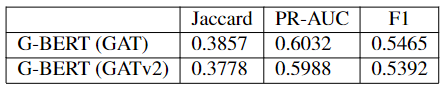 Jaccard PR-AUC F1
G-BERT (GAT) 0.3857 0.6032 0.5465
G-BERT (GATv2) 0.3778 0.5988 0.5392